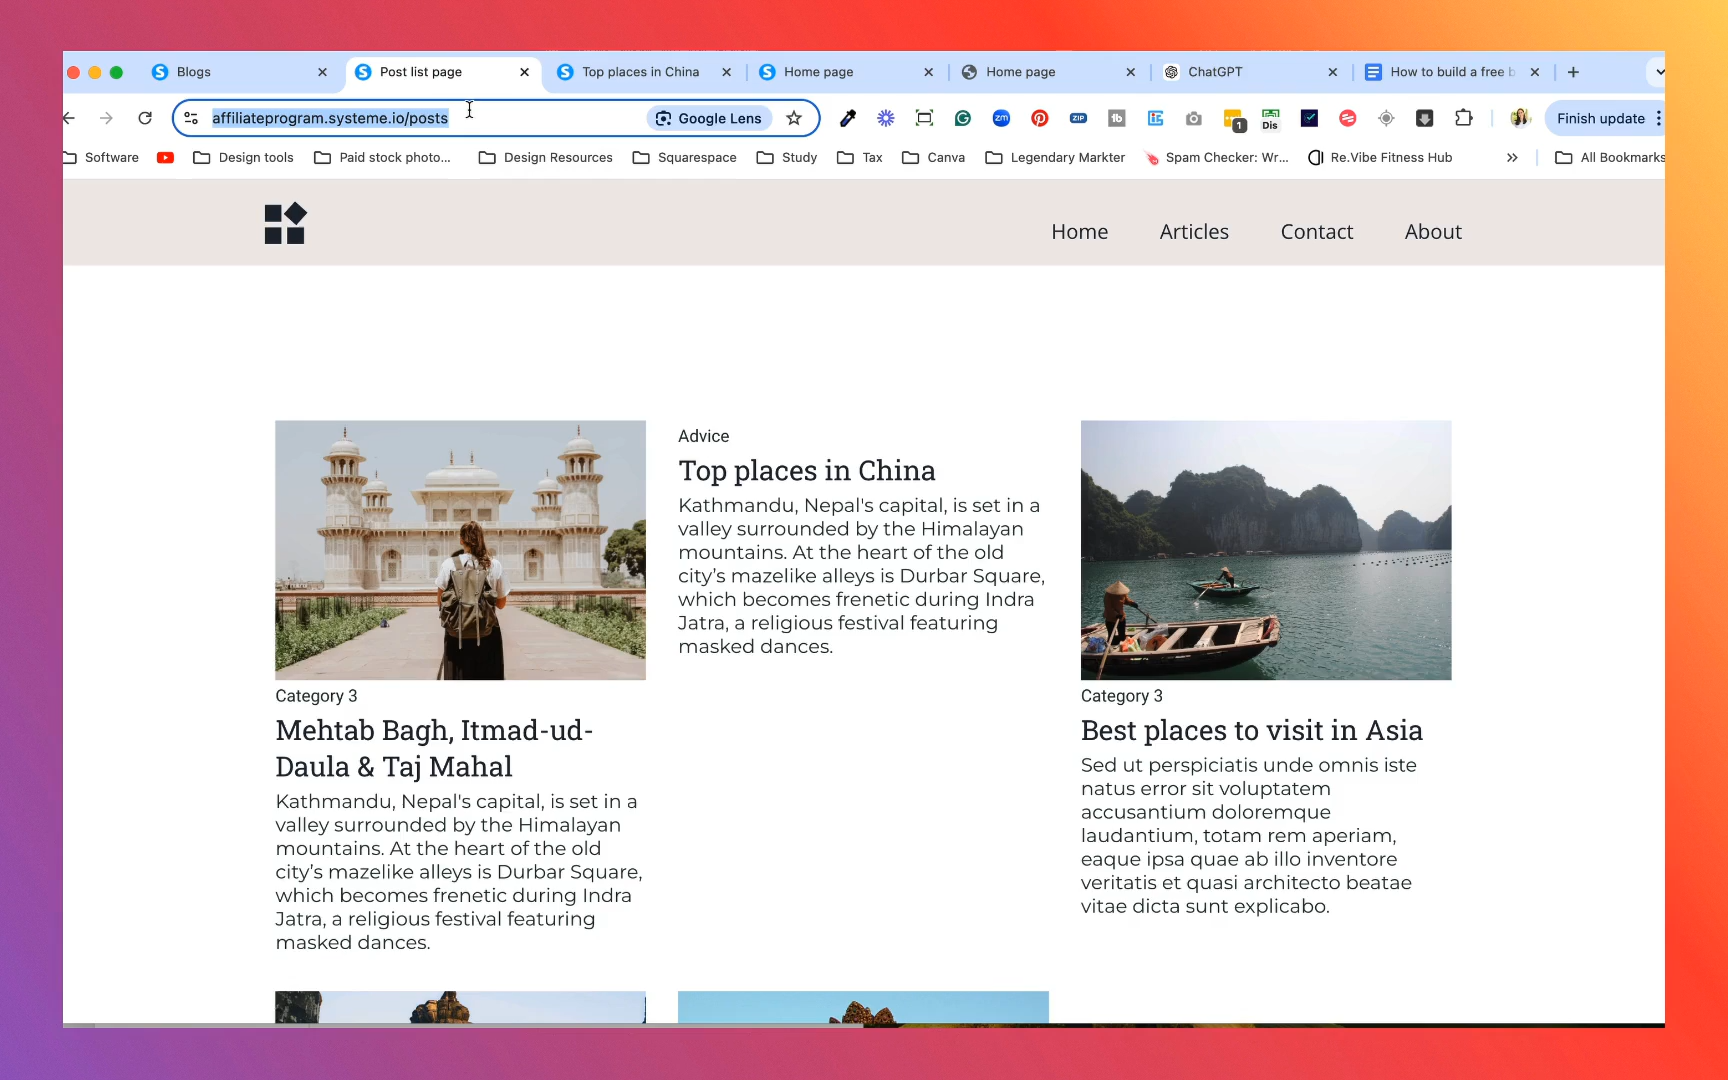 Blogs
Post list page
Top places in China
Home page
Home page
ChatGPT
How to build a free b
affiliateprogram.systeme.io/posts
Google Lens
zm
ZIP
1b
1
Dis
Finish update
Software
Design tools
Paid stock photo...
Design Resources
Squarespace
Study
Tax
Canva
Legendary Markter
Spam Checker: Wr...
Re.Vibe Fitness Hub
All Bookmarks
Home
Articles
Contact
About
Category 3
Mehtab Bagh, Itmad-ud-
Daula & Taj Mahal
Kathmandu, Nepal's capital, is set in a
valley surrounded by the Himalayan
mountains. At the heart of the old
city’s mazelike alleys is Durbar Square,
which becomes frenetic during Indra
Jatra, a religious festival featuring
masked dances.
Advice
Top places in China
Kathmandu, Nepal's capital, is set in a
valley surrounded by the Himalayan
mountains. At the heart of the old
city’s mazelike alleys is Durbar Square,
which becomes frenetic during Indra
Jatra, a religious festival featuring
masked dances.
Category 3
Best places to visit in Asia
Sed ut perspiciatis unde omnis iste
natus error sit voluptatem
accusantium doloremque
laudantium, totam rem aperiam,
eaque ipsa quae ab illo inventore
veritatis et quasi architecto beatae
vitae dicta sunt explicabo.